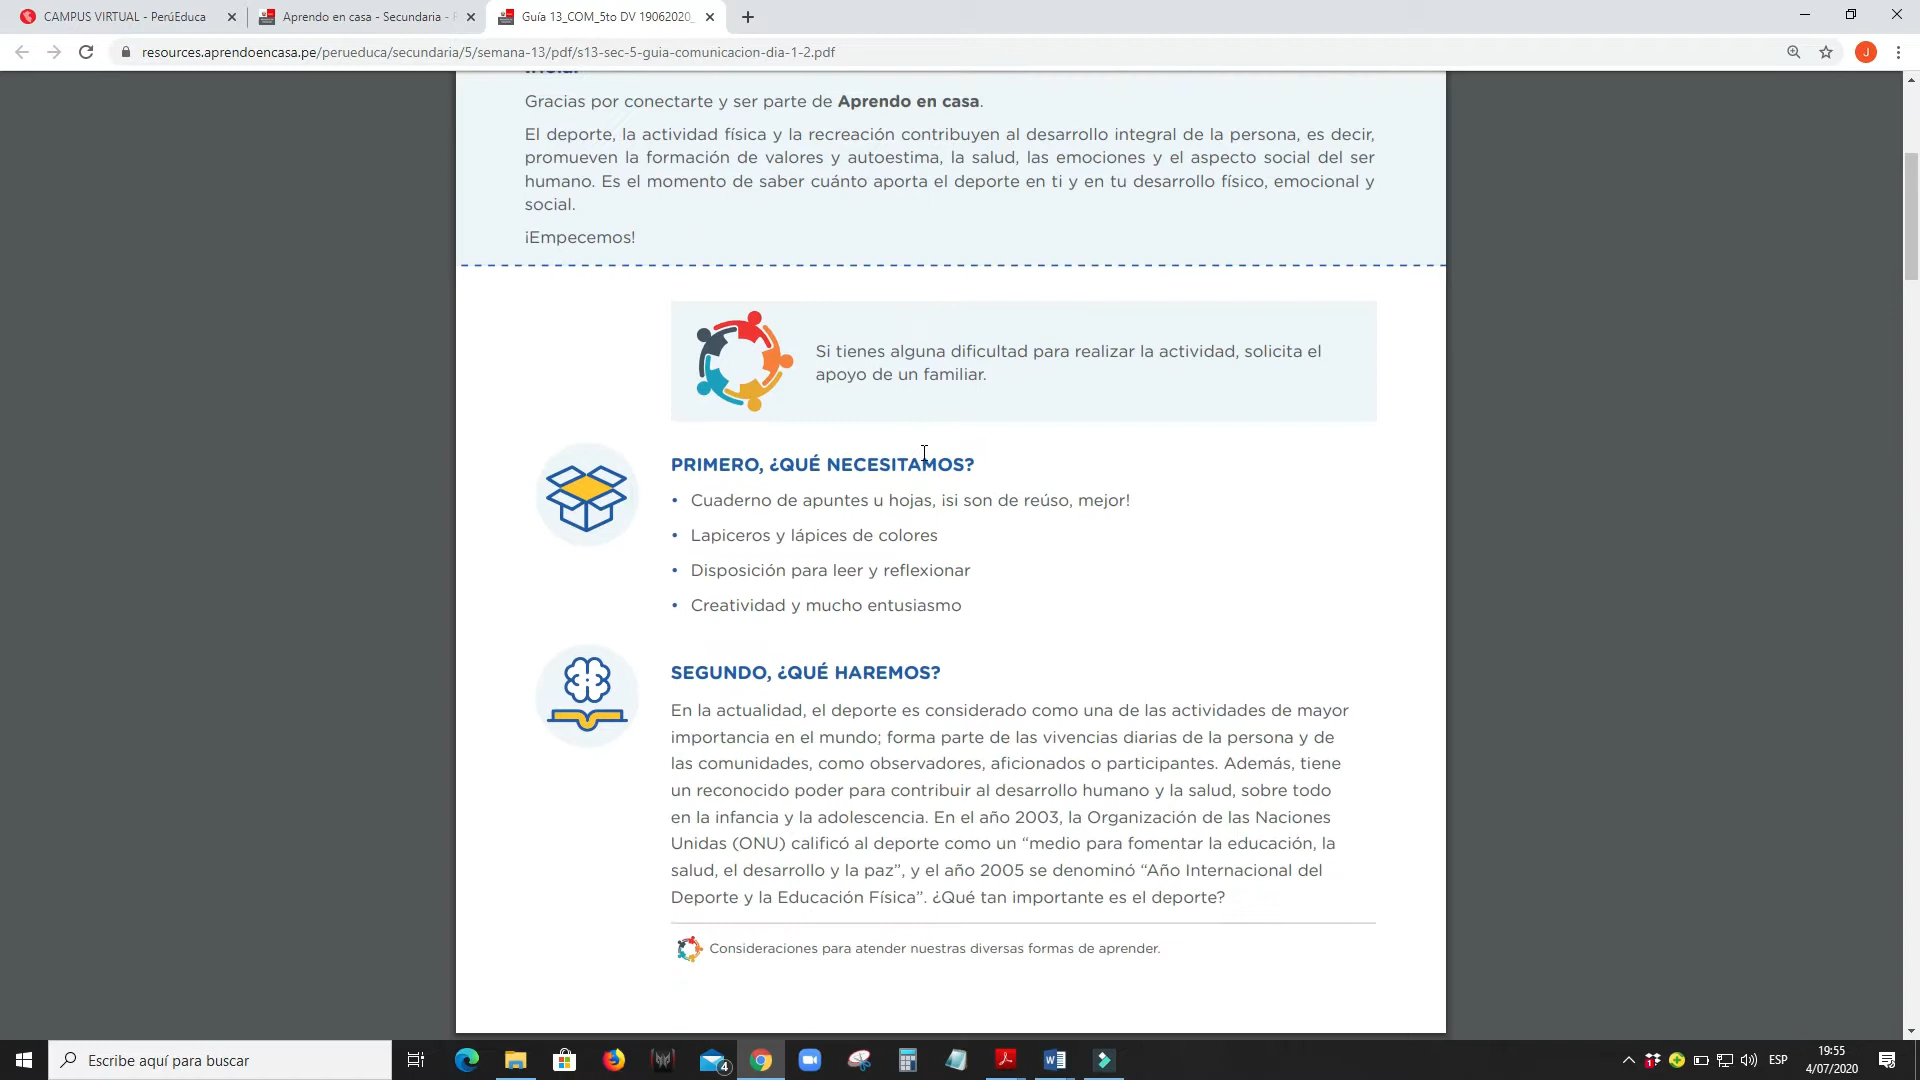 CAMPUS VIRTUAL - PerúEduca
Aprendo en casa - Secundaria -
Guía 13_COM_5to DV 19062020_
resources.aprendoencasa.pe/perueduca/secundaria/5/semana-13/pdf/s13-sec-5-guia-comunicacion-dia-1-2.pdf
J
Gracias por conectarte y ser parte de Aprendo en casa.
El deporte, la actividad física y la recreación contribuyen al desarrollo integral de la persona, es decir,
promueven la formación de valores y autoestima, la salud, las emociones y el aspecto social del ser
humano. Es el momento de saber cuánto aporta el deporte en ti y en tu desarrollo físico, emocional y
social.
¡Empecemos!
Si tienes alguna dificultad para realizar la actividad, solicita el
apoyo de un familiar.
PRIMERO, ¿QUÉ NECESITAMOS?
• Cuaderno de apuntes u hojas, ¡si son de reúso, mejor!
• Lapiceros y lápices de colores
• Disposición para leer y reflexionar
• Creatividad y mucho entusiasmo
SEGUNDO, ¿QUÉ HAREMOS?
En la actualidad, el deporte es considerado como una de las actividades de mayor
importancia en el mundo; forma parte de las vivencias diarias de la persona y de
las comunidades, como observadores, aficionados o participantes. Además, tiene
un reconocido poder para contribuir al desarrollo humano y la salud, sobre todo
en la infancia y la adolescencia. En el año 2003, la Organización de las Naciones
Unidas (ONU) calificó al deporte como un “medio para fomentar la educación, la
salud, el desarrollo y la paz”, y el año 2005 se denominó “Año Internacional del
Deporte y la Educación Física”. ¿Qué tan importante es el deporte?
Consideraciones para atender nuestras diversas formas de aprender.
Escribe aquí para buscar
4
ESP
19:55
4/07/2020